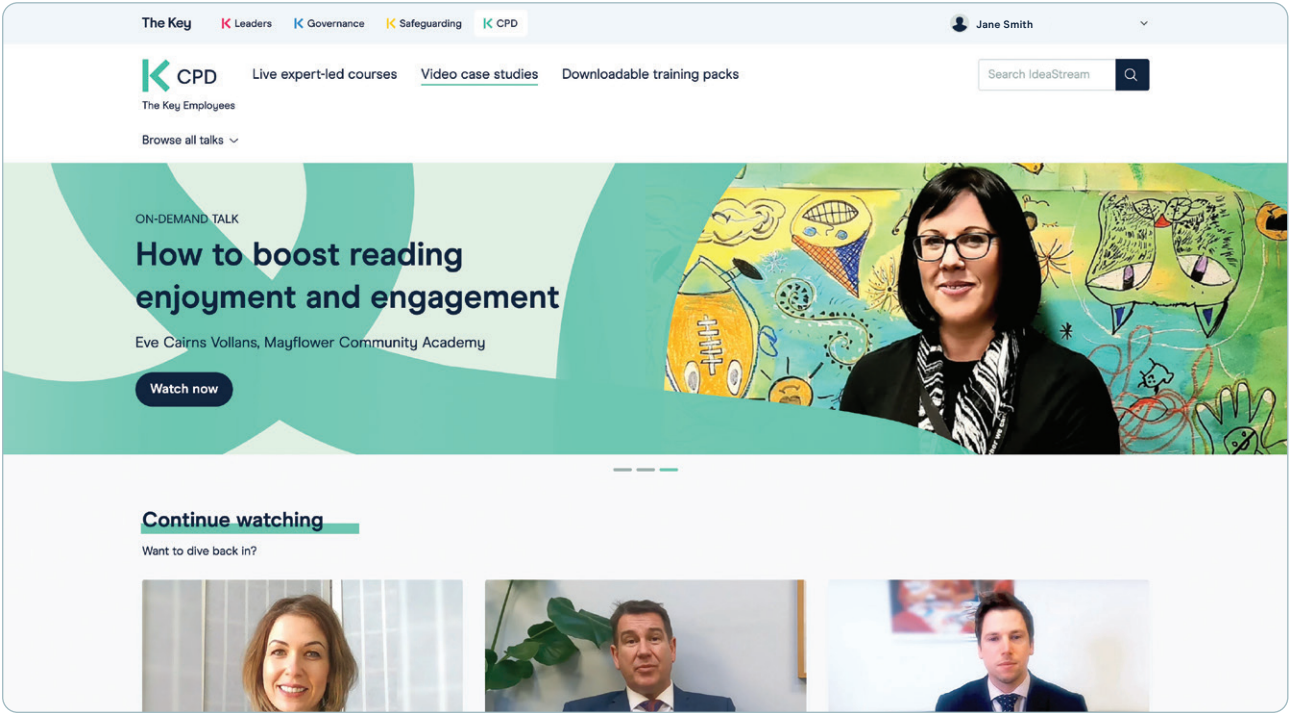 The Key
Leaders
Governance
Safeguarding
CPD
Jane Smith
CPD
The Key Employees
Live expert-led courses
Video case studies
Downloadable training packs
Search IdeaStream
Browse all talks
ON-DEMAND TALK
How to boost reading
enjoyment and engagement
Eve Cairns Vollans, Mayflower Community Academy
Watch now
Continue watching
Want to dive back in?